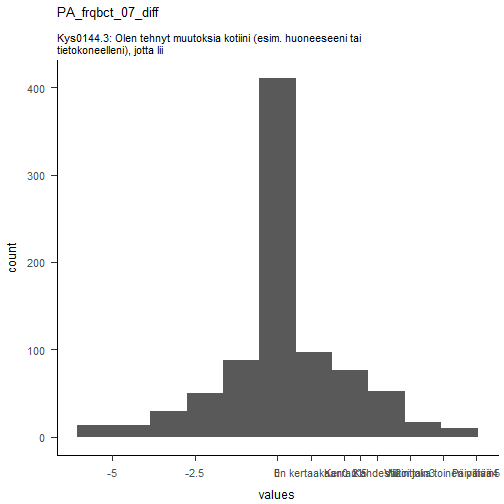 PA_frqbct_07_diff
Kys0144.3: Olen tehnyt muutoksia kotiini (esim. huoneeseeni tai
tietokoneelleni), jotta lii
400
300
200
100
0
count
-5
-2.5
values